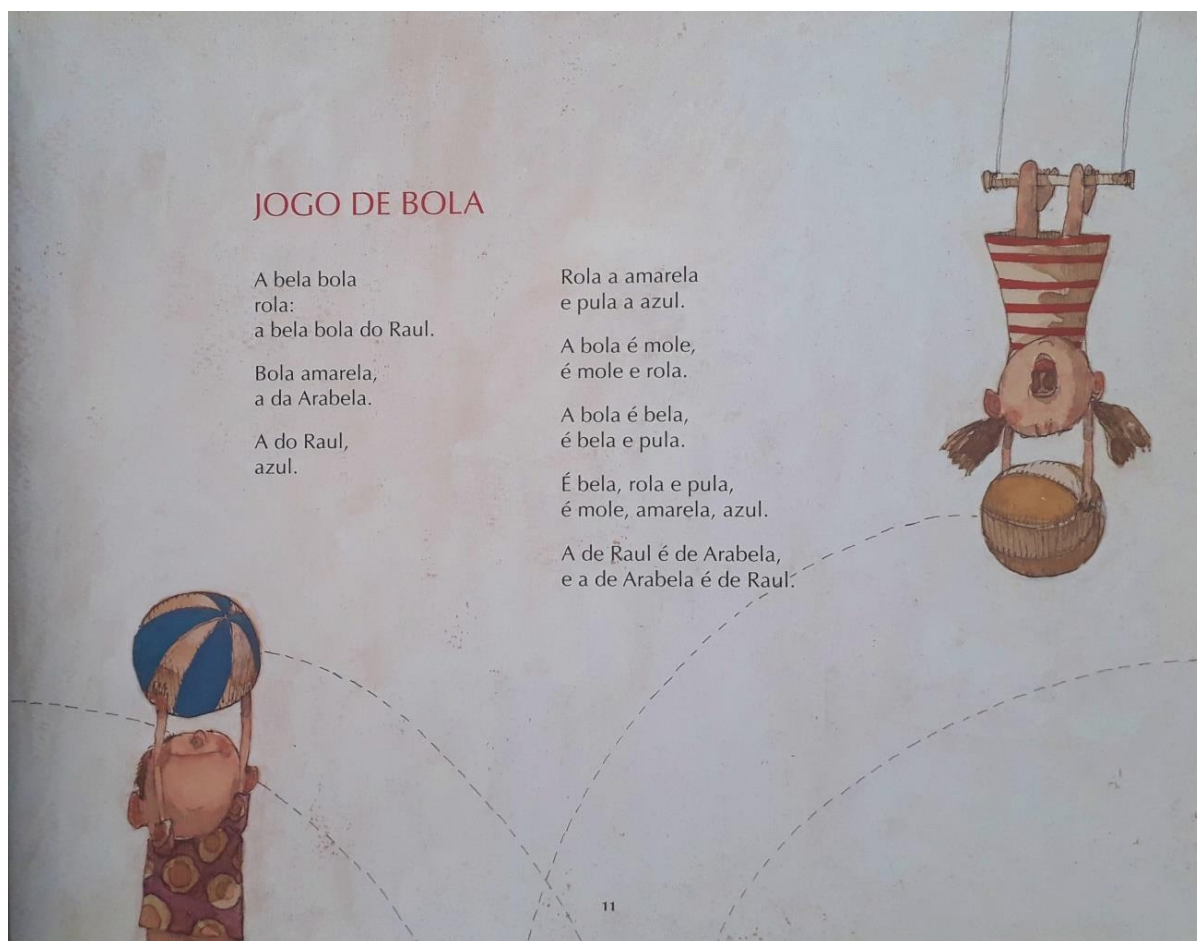 JOGO DE BOLA
A bela bola
rola:
a bela bola do Raul.
Bola amarela,
a da Arabela.
A do Raul,
azul.
Rola a amarela
e pula a azul.
A bola é mole,
é mole e rola.
A bola é bela,
é bela e pula.
É bela, rola e pula,
é mole, amarela, azul.
A de Raul é de Arabela,
e a de Arabela é de Raul.
11